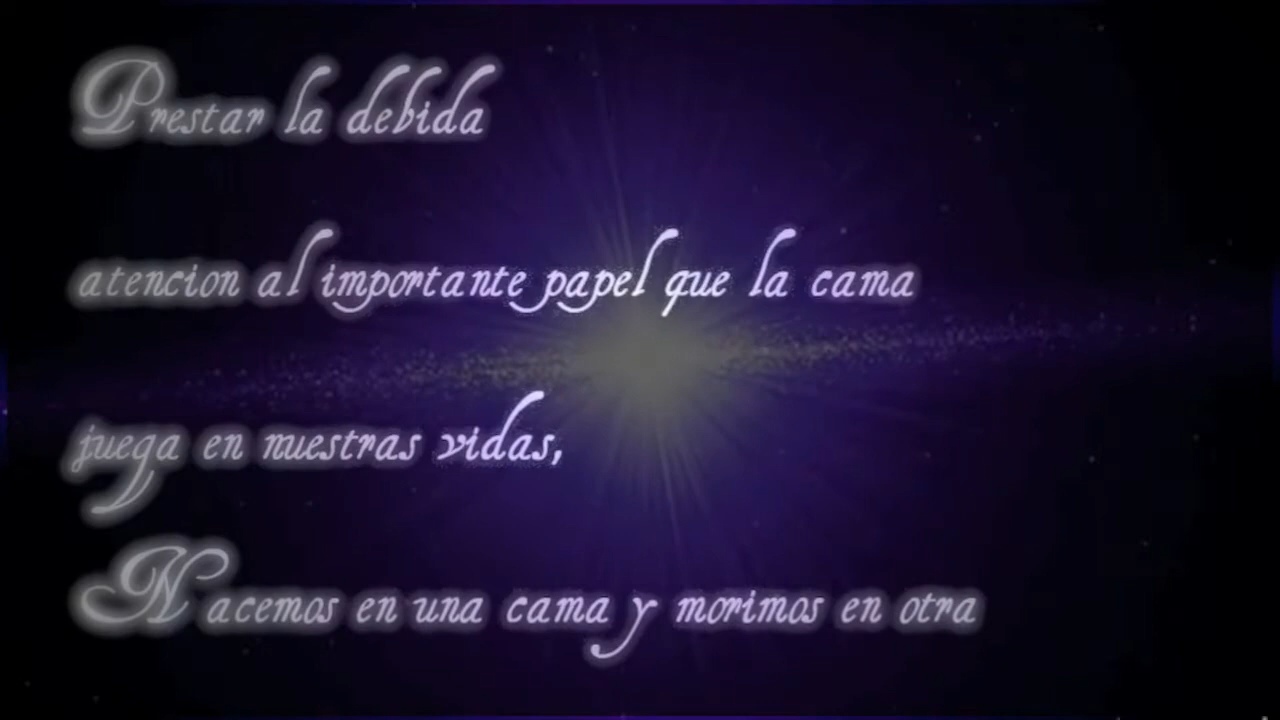 Prestar la debida
atencion al importante papel que la cama
juega en nuestras vidas,
Nacemos en una cama y morimos en otra